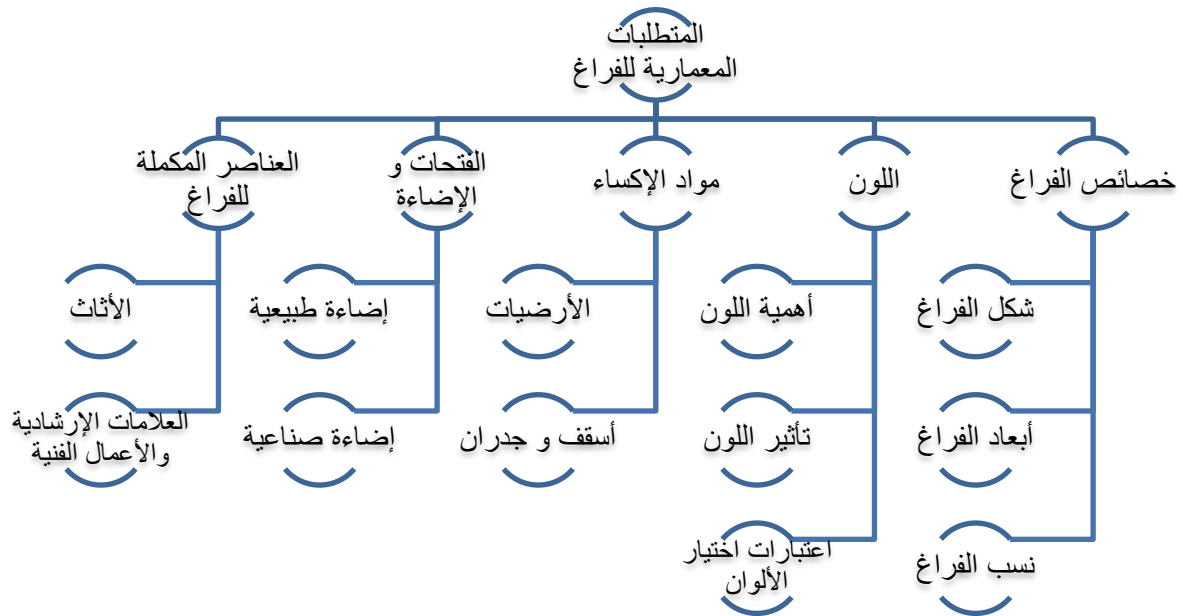 المتطلبات
المعمارية للفراغ
خصائص الفراغ
شكل الفراغ
أبعاد الفراغ
نسب الفراغ
اللون
أهمية اللون
تأثير اللون
اعتبارات اختيار
الألوان
مواد الإكساء
الأرضيات
أسقف و جدران
الفتحات و
الإضاءة
إضاءة طبيعية
إضاءة صناعية
العناصر المكملة
للفراغ
الأثاث
العلامات الإرشادية
والأعمال الفنية